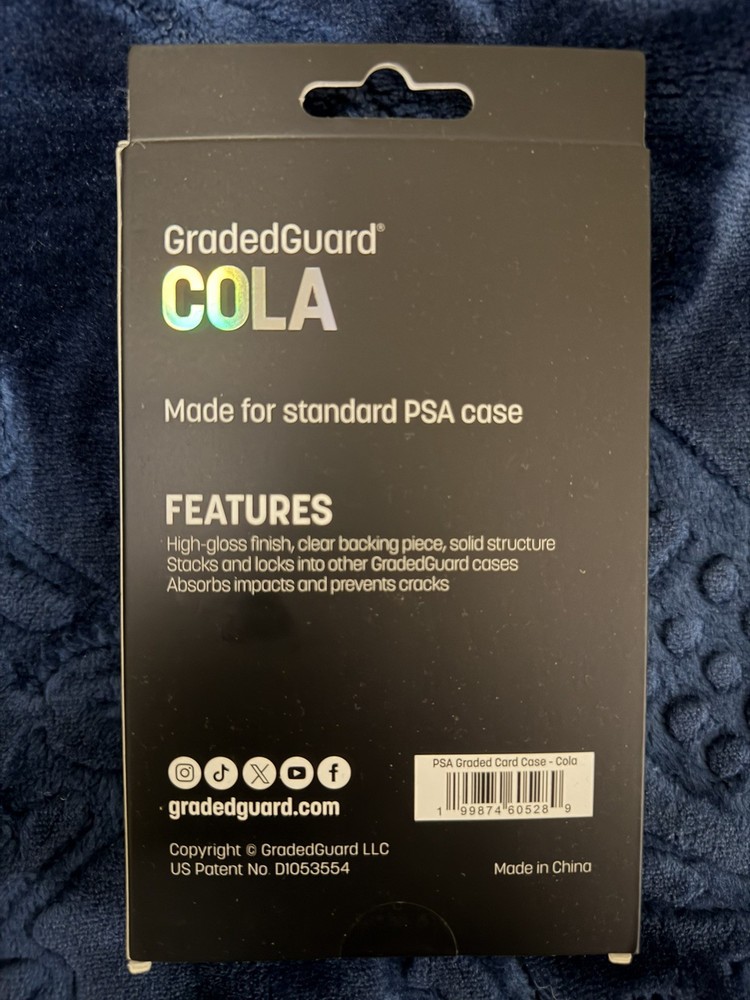 GradedGuard®
COLA
Made for standard PSA case
FEATURES
High-gloss finish, clear backing piece, solid structure
Stacks and locks into other GradedGuard cases
Absorbs impacts and prevents cracks
gradedguard.com
PSA Graded Card Case - Cola
1 99874 60528 9
Copyright © GradedGuard LLC
US Patent No. D1053554
Made in China